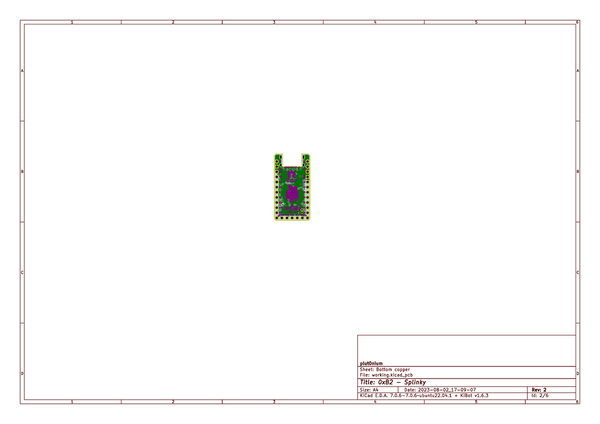 1 2 3 4 5 6
A A
B B
C C
plut0nium
Sheet: Bottom copper
File: working.kicad_pcb
Title: 0xB2 – Splinky
D D
Size: A4 Date: 2023-08-02_17-09-07 Rev: 2
KiCad E.D.A. 7.0.6-7.0.6~ubuntu22.04.1 + KiBot v1.6.3 Id: 2/6
1 2 3 4 5 6